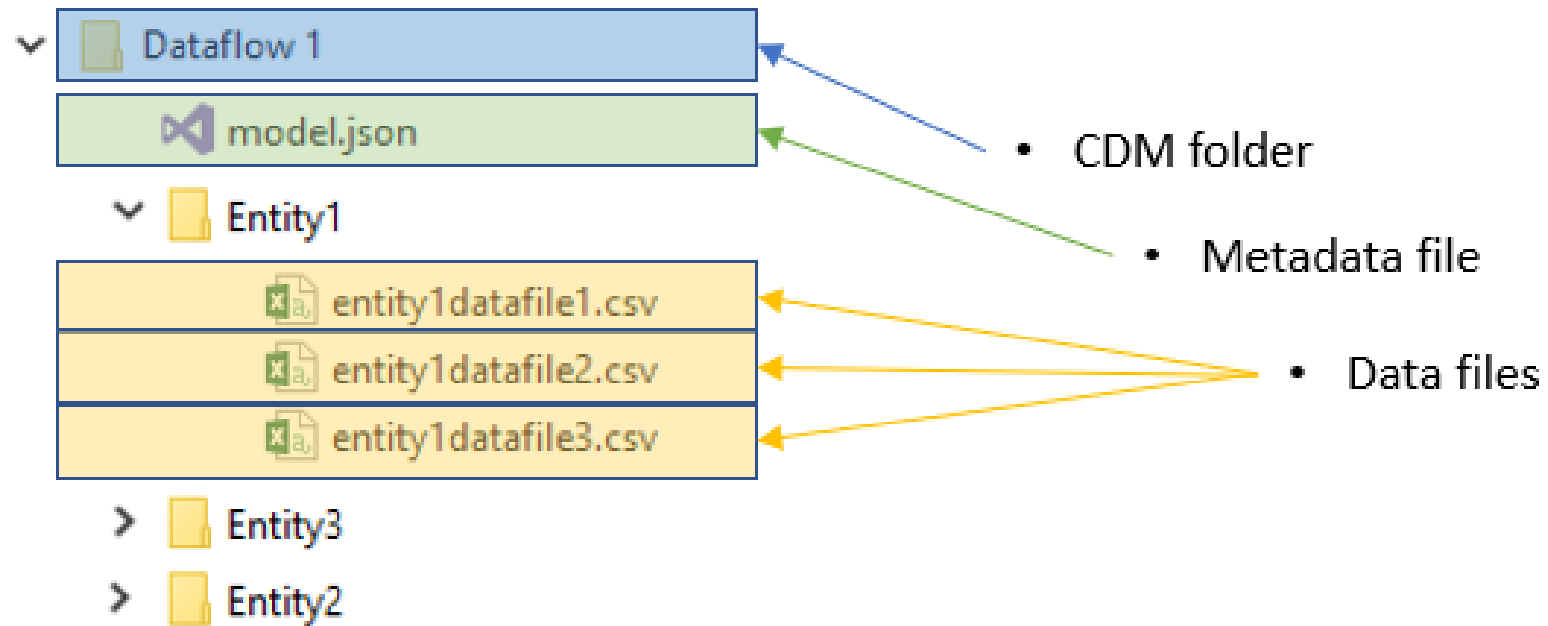 Dataflow 1
model.json
Entity1
entity1datafile1.csv
entity1datafile2.csv
entity1datafile3.csv
Entity3
Entity2
• CDM folder
• Metadata file
• Data files